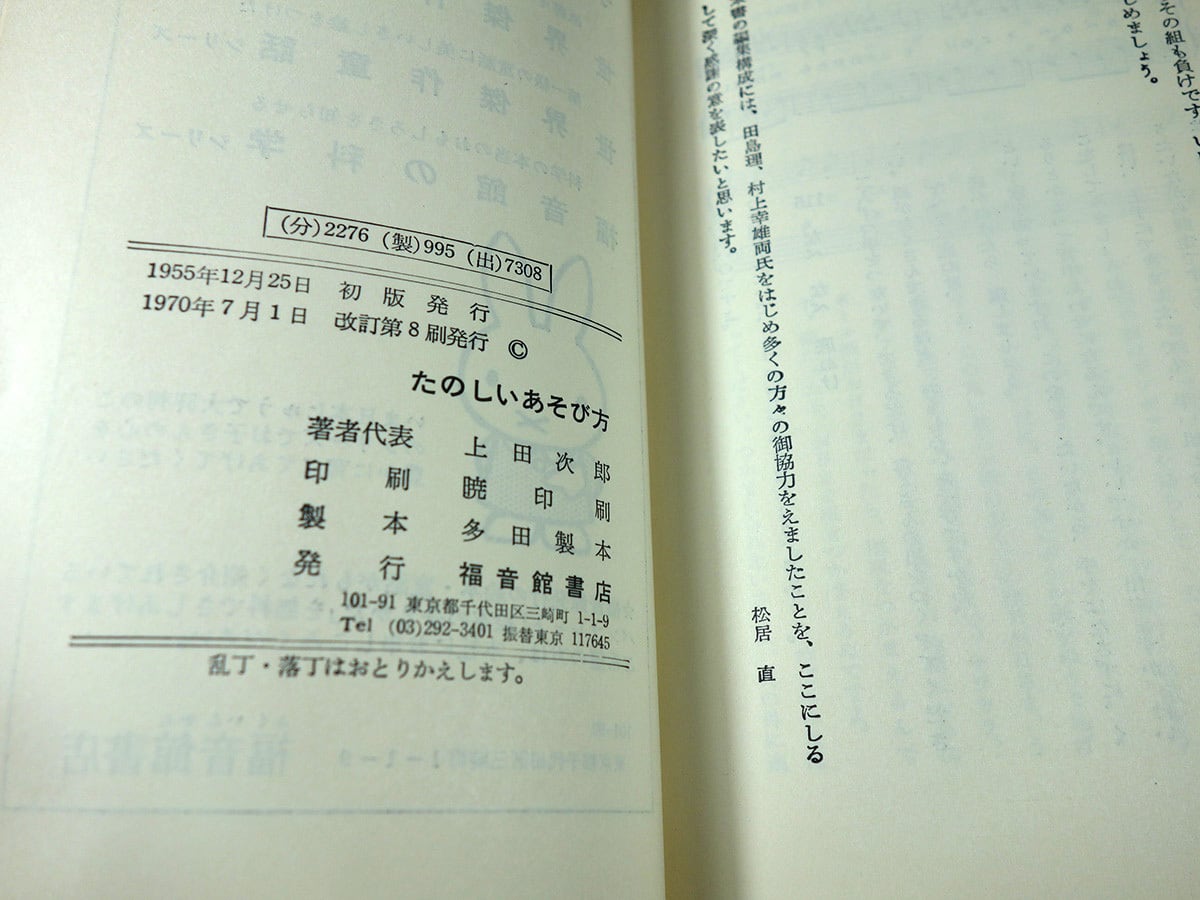 その組も負けです
じめましょう。
本書の編集構成には、田島理、村上幸雄両氏をはじめ多くの方々の御協力をえましたことを、ここにしる
して深く感謝の意を表したいと思います。
松居 直
(分)2276 (製)995 (出)7308
1955年12月25日 初版発行
1970年7月1日 改訂第8刷発行 ©
たのしいあそび方
著者代表 上田次郎
印刷 暁印刷
製本 多田製本
発行 福音館書店
101-91 東京都千代田区三崎町 1-1-9
Tel (03)292-3401 振替東京 117645
乱丁・落丁はおとりかえします。